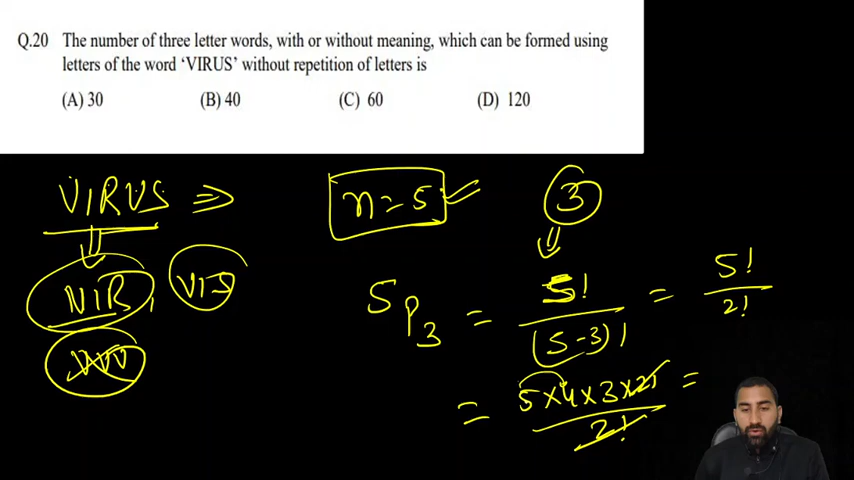 Q.20 The number of three letter words, with or without meaning, which can be formed using
letters of the word ‘VIRUS’ without repetition of letters is
(A) 30 (B) 40 (C) 60 (D) 120
VIRUS ⇒ n = 5 3
VIR, VIS
5P3 = 5!/(5-3)! = 5!/2!
= 5×4×3×2!/2! =